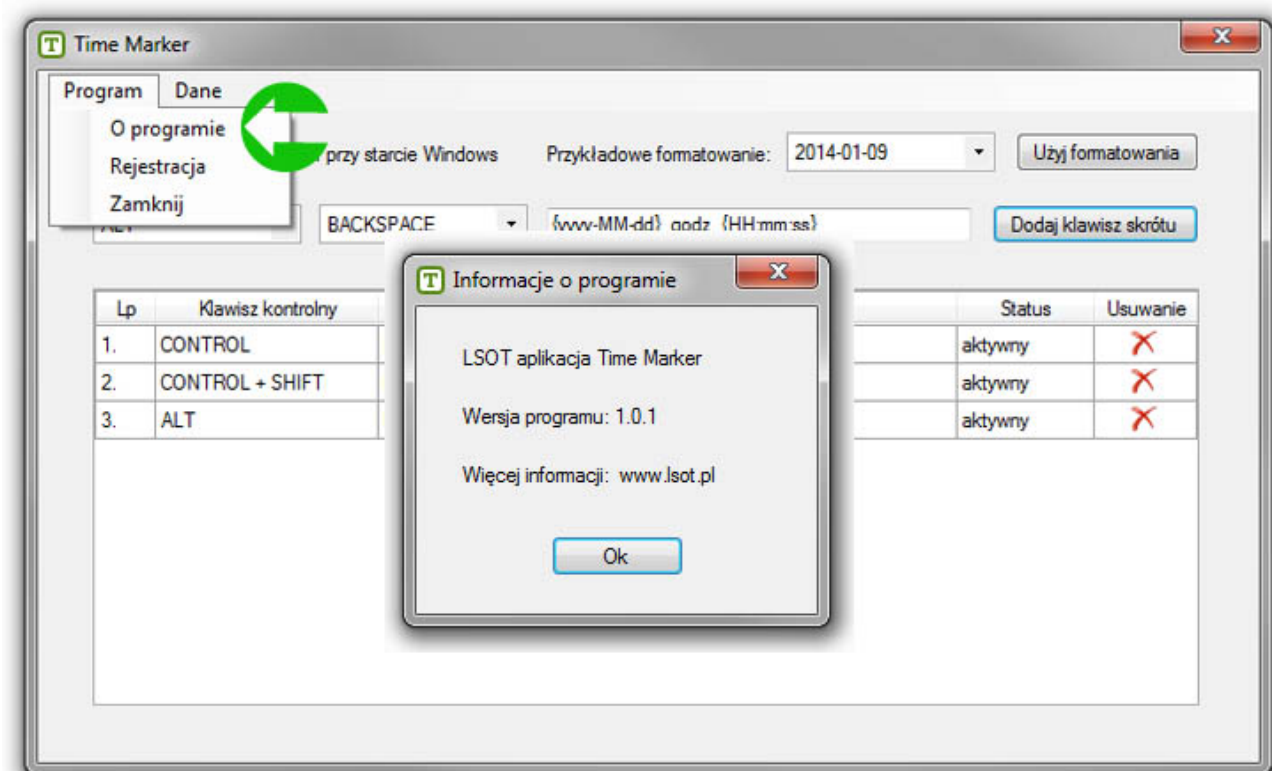 Time Marker
Program Dane
O programie
Rejestracja
Zamknij
przy starcie Windows Przykładowe formatowanie: 2014-01-09 Użyj formatowania
ALT BACKSPACE {yyyy-MM-dd} godz {HH:mm:ss} Dodaj klawisz skrótu
Lp Klawisz kontrolny Status Usuwanie
1. CONTROL aktywny
2. CONTROL + SHIFT aktywny
3. ALT aktywny
Informacje o programie
LSOT aplikacja Time Marker
Wersja programu: 1.0.1
Więcej informacji: www.lsot.pl
Ok